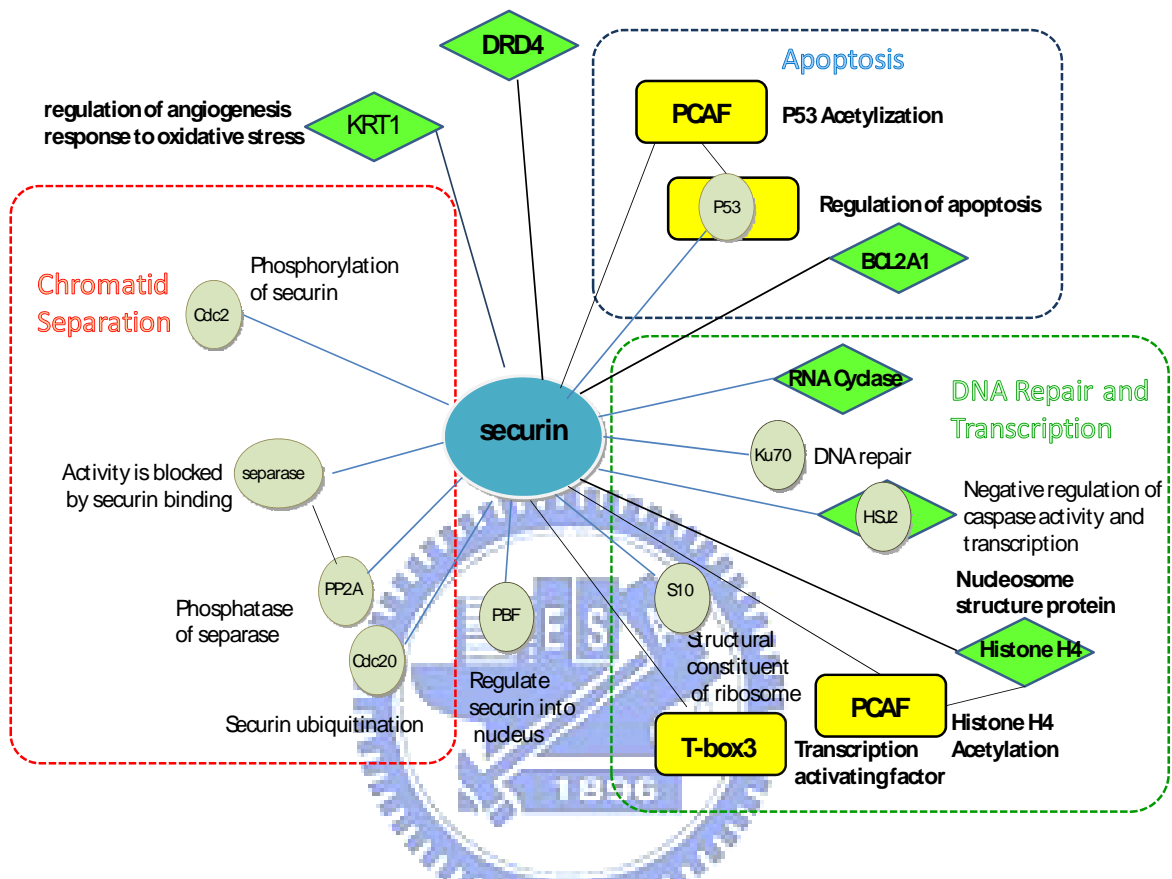 DRD4
Apoptosis
regulation of angiogenesis
response to oxidative stress
KRT1
PCAF
P53 Acetylization
P53
Regulation of apoptosis
BCL2A1
Chromatid
Separation
Phosphorylation
of securin
Cdc2
RNA Cyclase
DNA Repair and
Transcription
securin
Ku70
DNA repair
Activity is blocked
by securin binding
separase
HSJ2
Negative regulation of
caspase activity and
transcription
PP2A
Phosphatase
of separase
PBF
S10
Nucleosome
structure protein
Histone H4
Structural
constituent
of ribosome
Cdc20
Securin ubiquitination
Regulate
securin into
nucleus
PCAF
Histone H4
Acetylation
T-box3
Transcription
activating factor
E S
1896